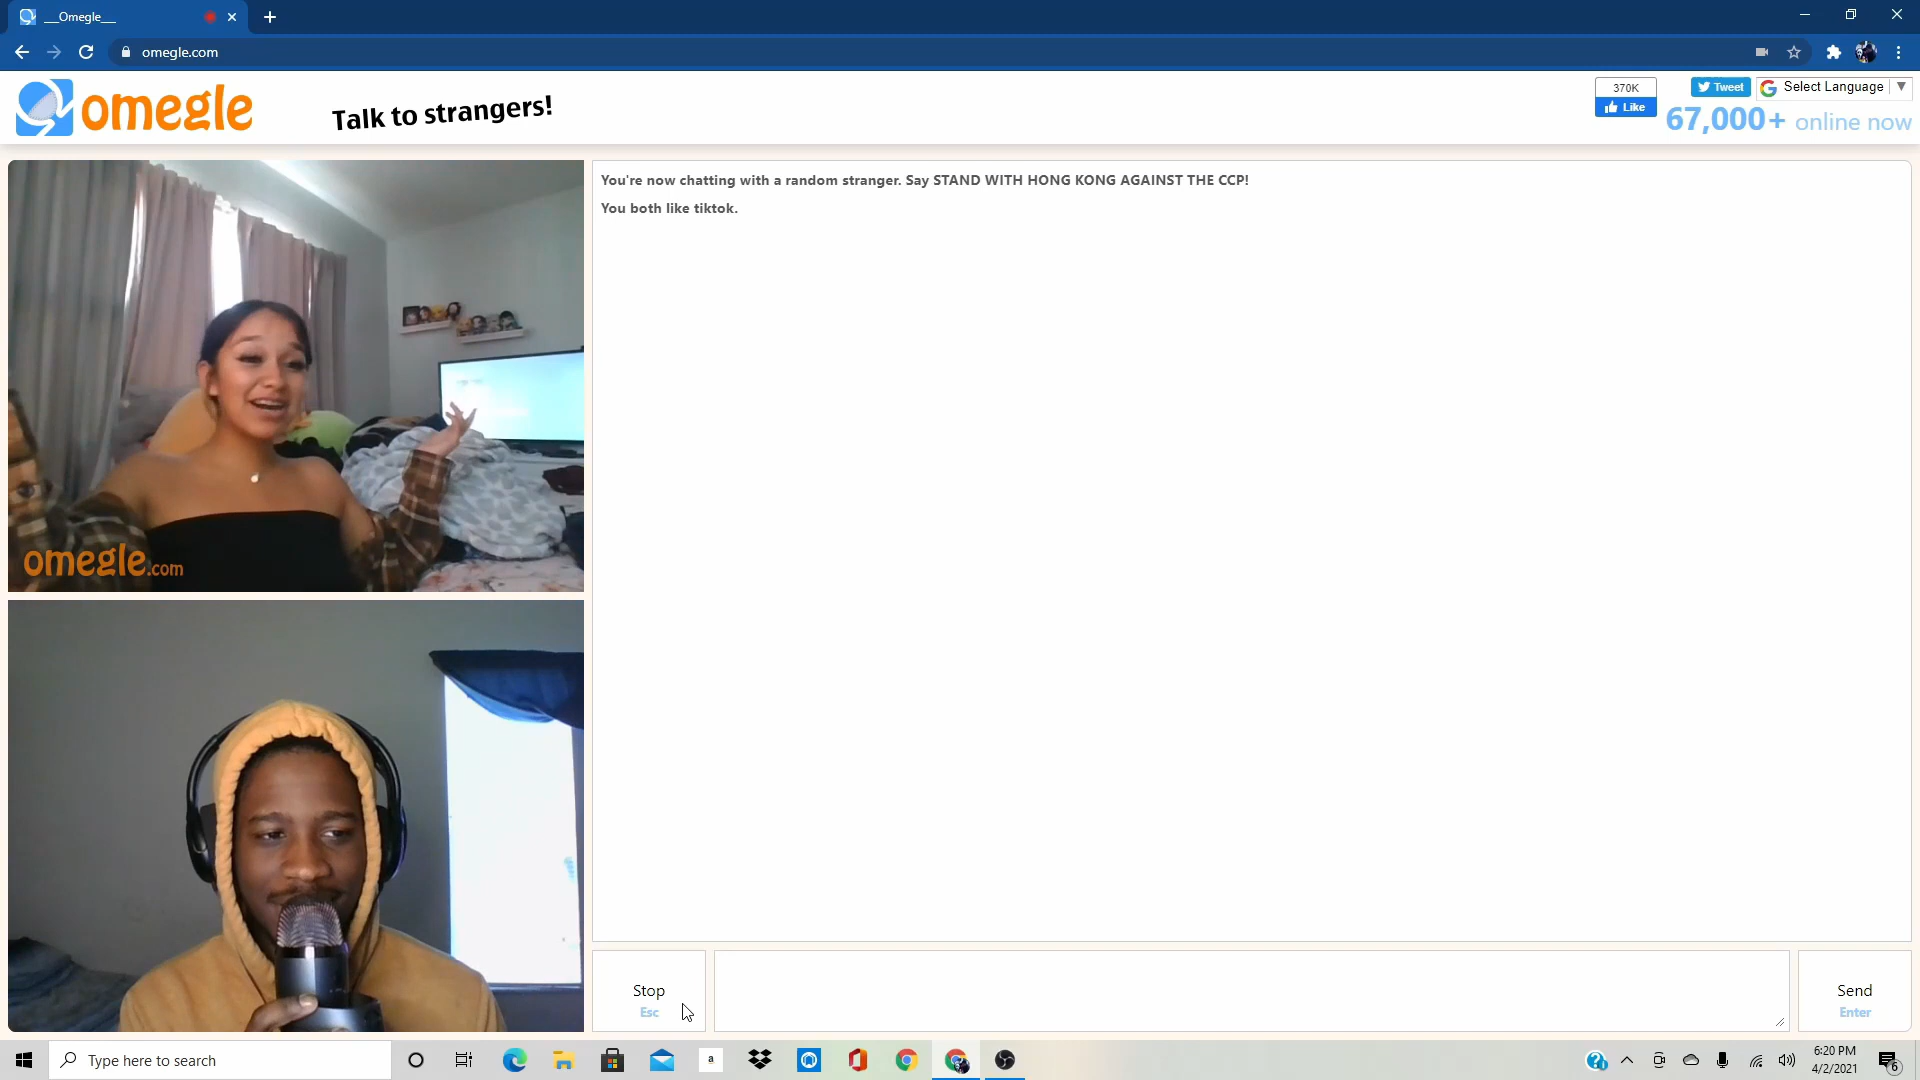 __Omegle__
omegle.com
omegle
Talk to strangers!
370K
Like
Tweet
Select Language
67,000+ online now
You're now chatting with a random stranger. Say STAND WITH HONG KONG AGAINST THE CCP!
You both like tiktok.
omegle.com
Stop
Esc
Send
Enter
Type here to search
a
6:20 PM
4/2/2021
6